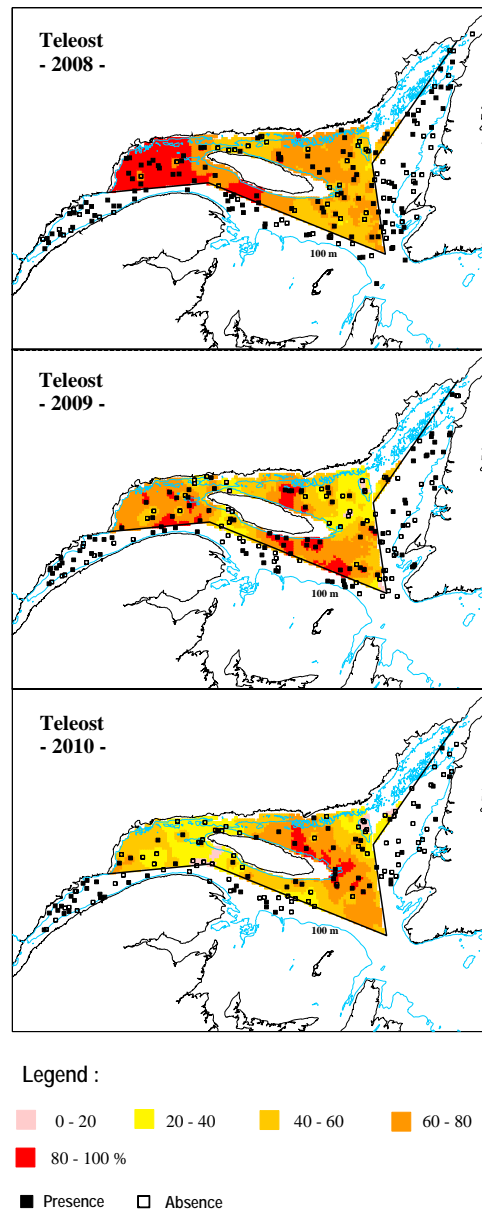 Teleost
- 2008 -
100 m
Teleost
- 2009 -
100 m
Teleost
- 2010 -
100 m
Legend :
0 - 20
20 - 40
40 - 60
60 - 80
80 - 100 %
Presence
Absence